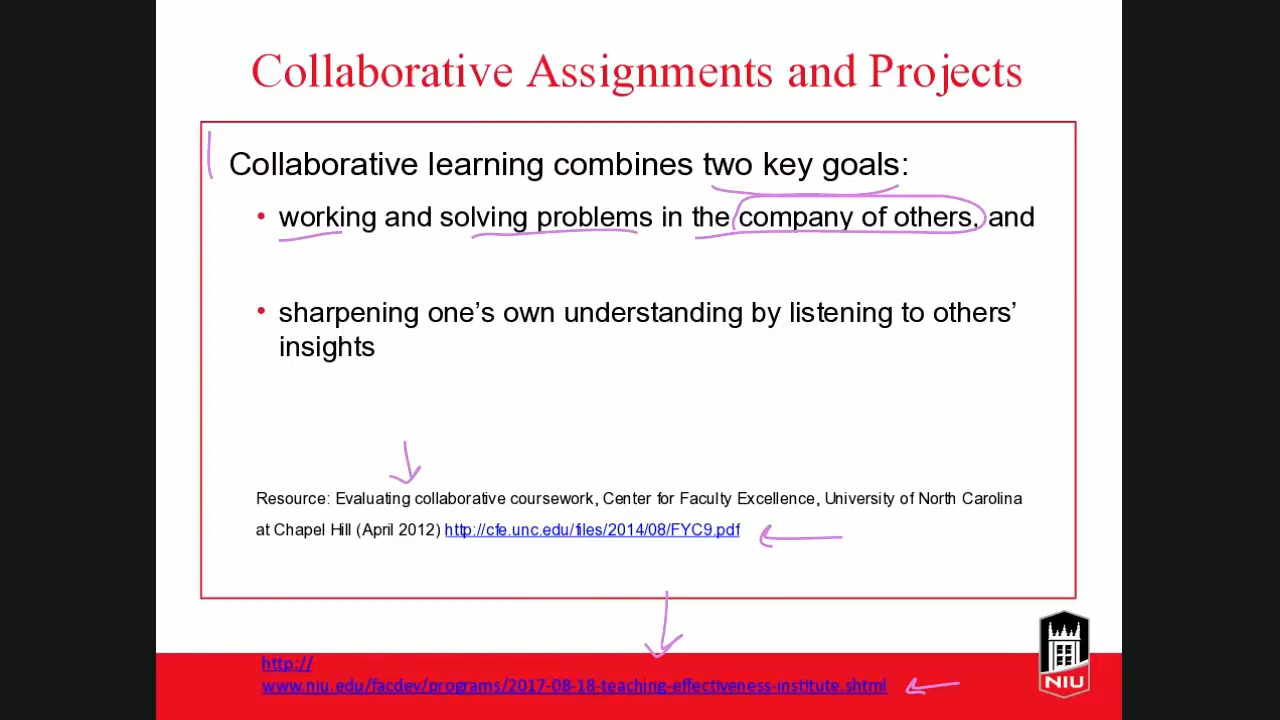 Collaborative Assignments and Projects
Collaborative learning combines two key goals:
• working and solving problems in the company of others, and
• sharpening one’s own understanding by listening to others’
insights
Resource: Evaluating collaborative coursework, Center for Faculty Excellence, University of North Carolina
at Chapel Hill (April 2012) http://cfe.unc.edu/files/2014/08/FYC9.pdf
http://
www.niu.edu/facdev/programs/2017-08-18-teaching-effectiveness-institute.shtml
NIU